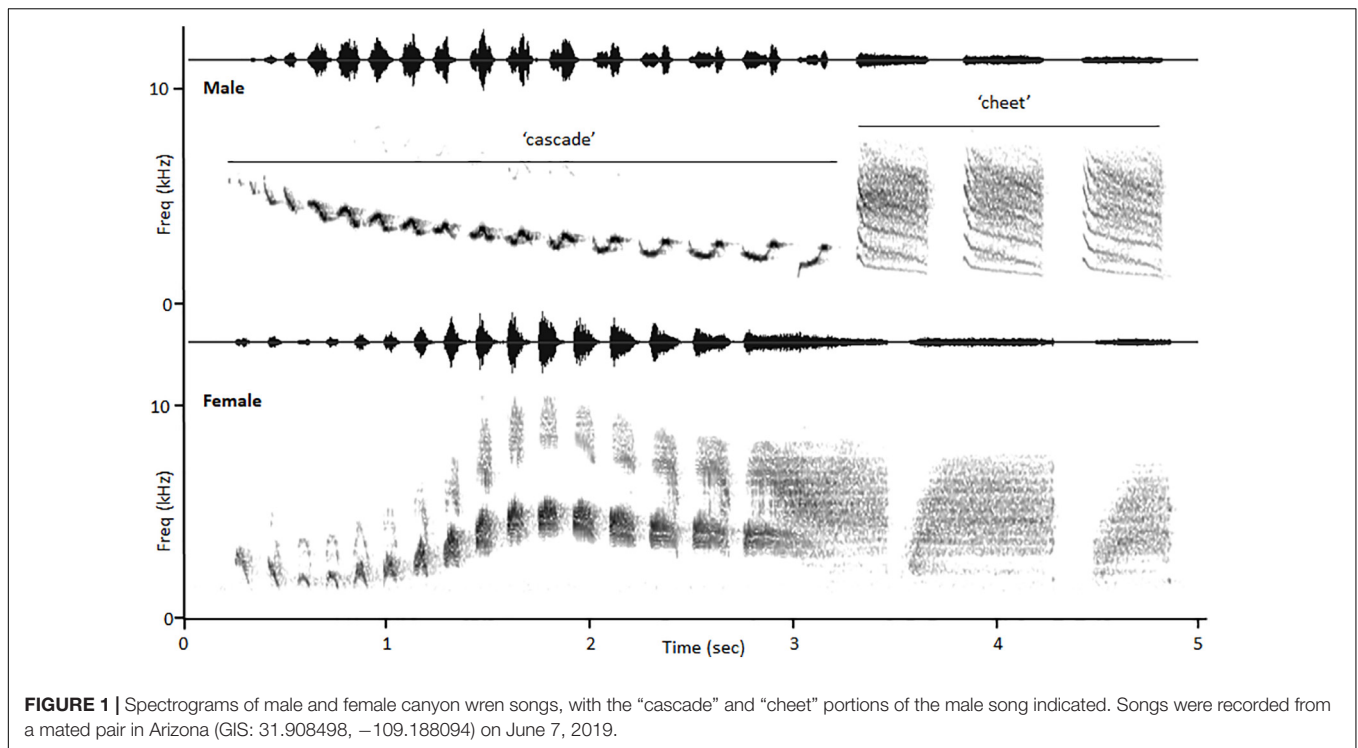 Male
10
'cascade'
'cheet'
Freq (kHz)
0
Female
10
Freq (kHz)
0
0 1 2 3 4 5
Time (sec)
FIGURE 1 | Spectrograms of male and female canyon wren songs, with the “cascade” and “cheet” portions of the male song indicated. Songs were recorded from
a mated pair in Arizona (GIS: 31.908498, −109.188094) on June 7, 2019.